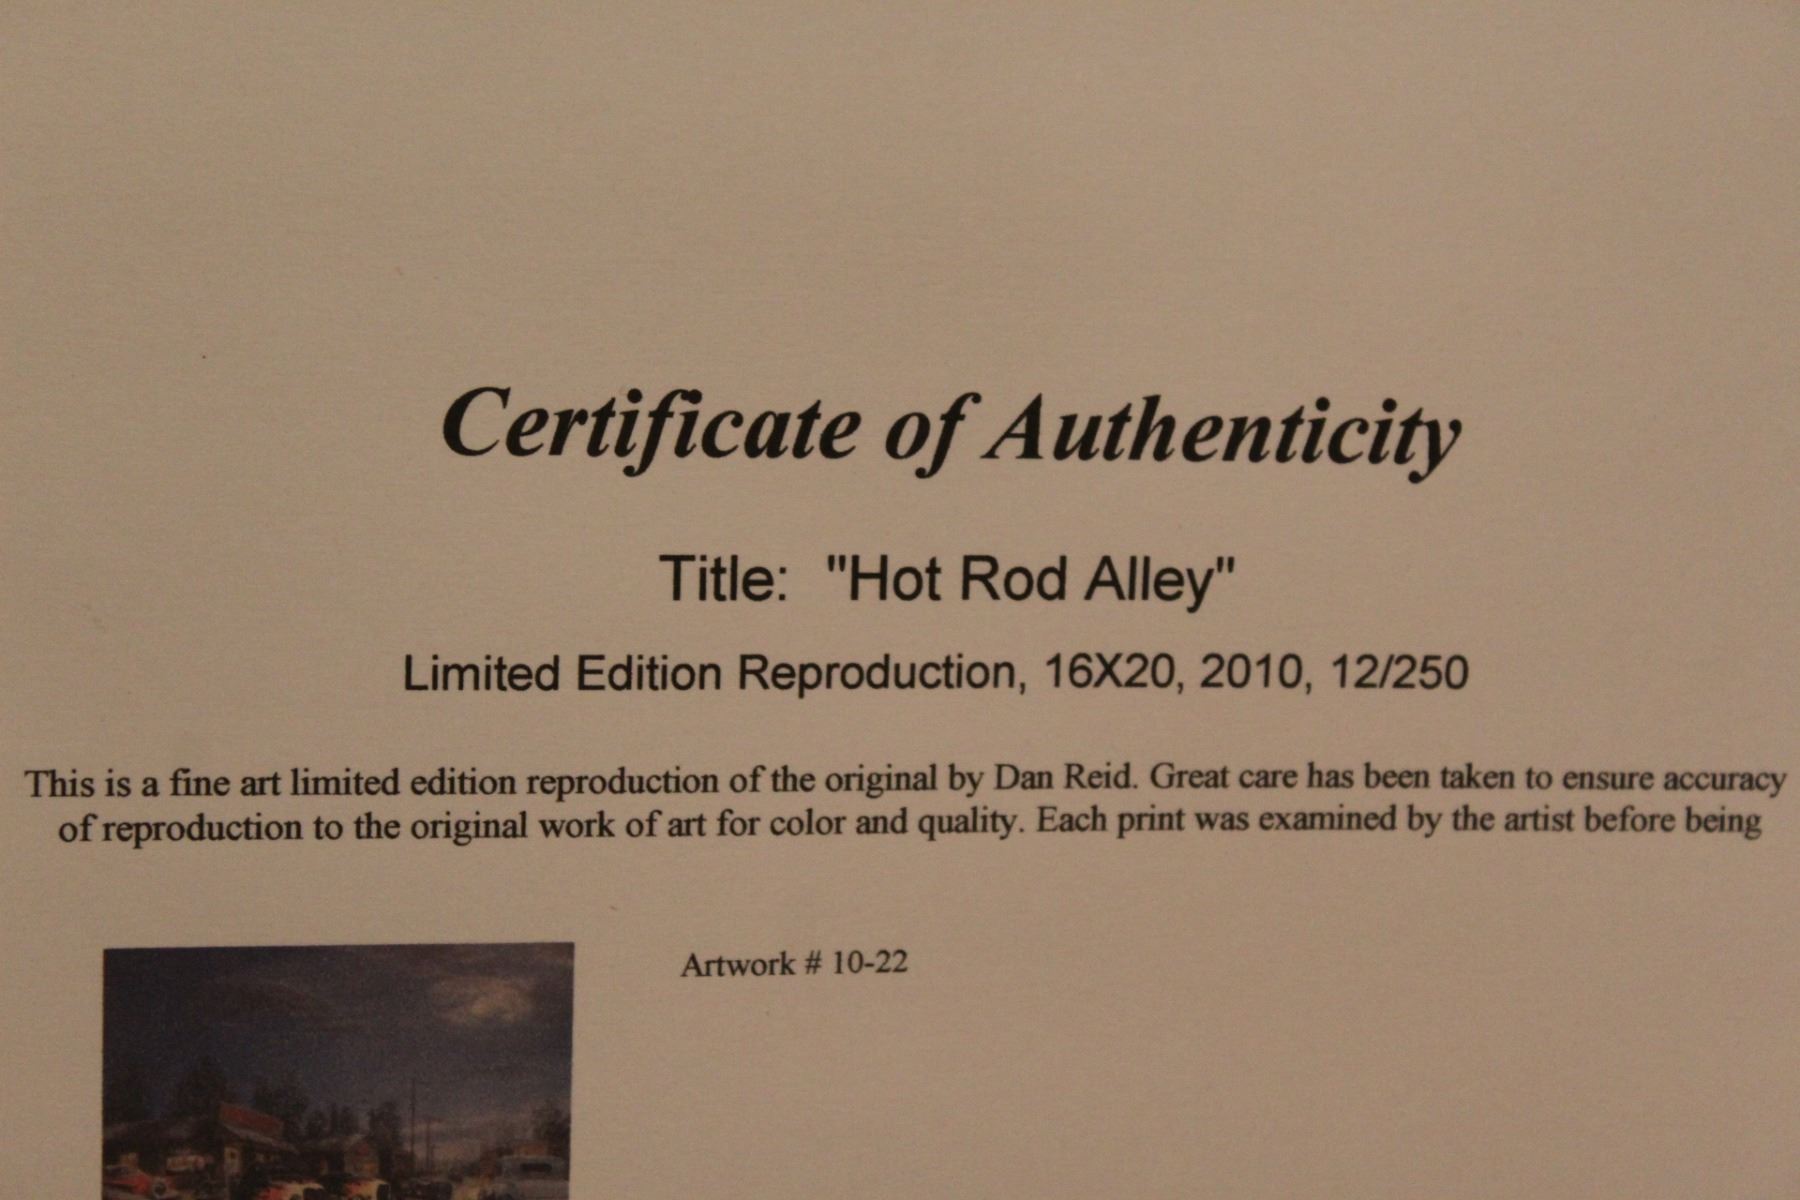 Certificate of Authenticity
Title: "Hot Rod Alley"
Limited Edition Reproduction, 16X20, 2010, 12/250
This is a fine art limited edition reproduction of the original by Dan Reid. Great care has been taken to ensure accuracy
of reproduction to the original work of art for color and quality. Each print was examined by the artist before being
Artwork # 10-22